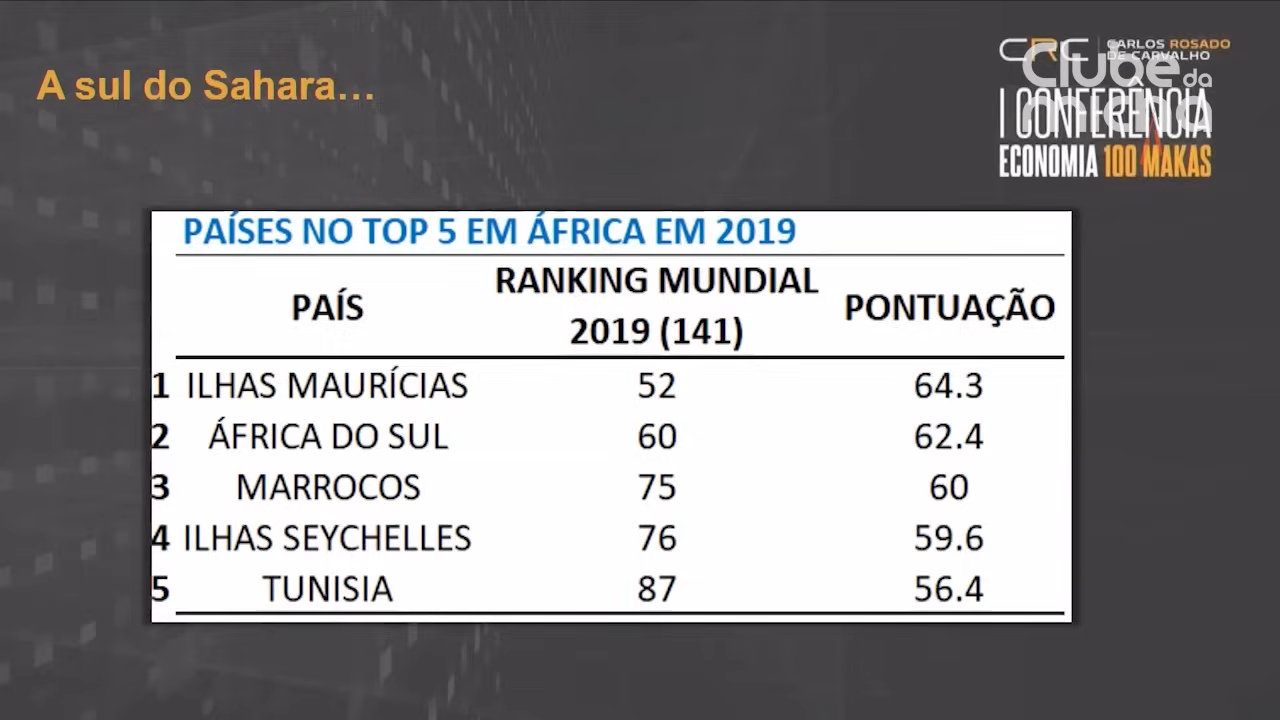 A sul do Sahara...
CRC CARLOS ROSADO
DE CARVALHO
Clube da
I CONFERÊNCIA
ECONOMIA 100 MAKAS
PAÍSES NO TOP 5 EM ÁFRICA EM 2019
PAÍS RANKING MUNDIAL 2019 (141) PONTUAÇÃO
1 ILHAS MAURÍCIAS 52 64.3
2 ÁFRICA DO SUL 60 62.4
3 MARROCOS 75 60
4 ILHAS SEYCHELLES 76 59.6
5 TUNISIA 87 56.4